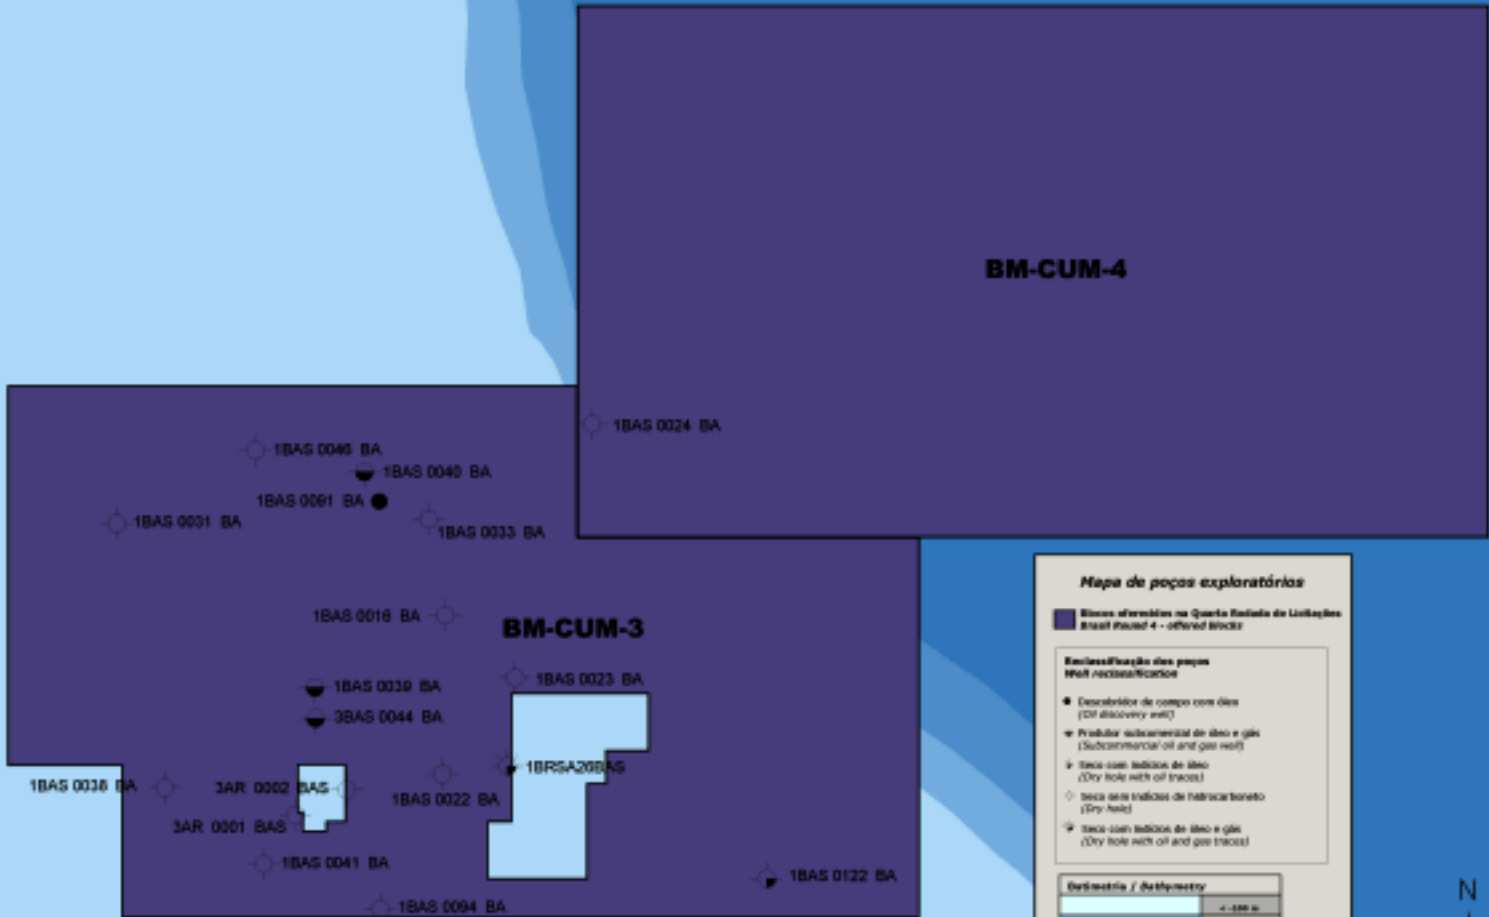 BM-CUM-4
1BAS 0024 BA
1BAS 0046 BA
1BAS 0040 BA
1BAS 0091 BA
1BAS 0031 BA
1BAS 0033 BA
1BAS 0016 BA
BM-CUM-3
1BAS 0023 BA
1BAS 0039 BA
3BAS 0044 BA
1BRSA26BAS
1BAS 0038 BA
3AR 0002 BAS
1BAS 0022 BA
3AR 0001 BAS
1BAS 0041 BA
1BAS 0122 BA
1BAS 0094 BA
Mapa de poços exploratórios
Blocos oferecidos na Quarta Rodada de Licitações
Brasil Round 4 - offered blocks
Reclassificação dos poços
Well reclassification
Descobridor de campo com óleo
(Oil discovery well)
Produtor subcomercial de óleo e gás
(Subcommercial oil and gas well)
Seco com indícios de óleo
(Dry hole with oil traces)
Seco sem indícios de hidrocarboneto
(Dry hole)
Seco com indícios de óleo e gás
(Dry hole with oil and gas traces)
Batimetria / Bathymetry
N